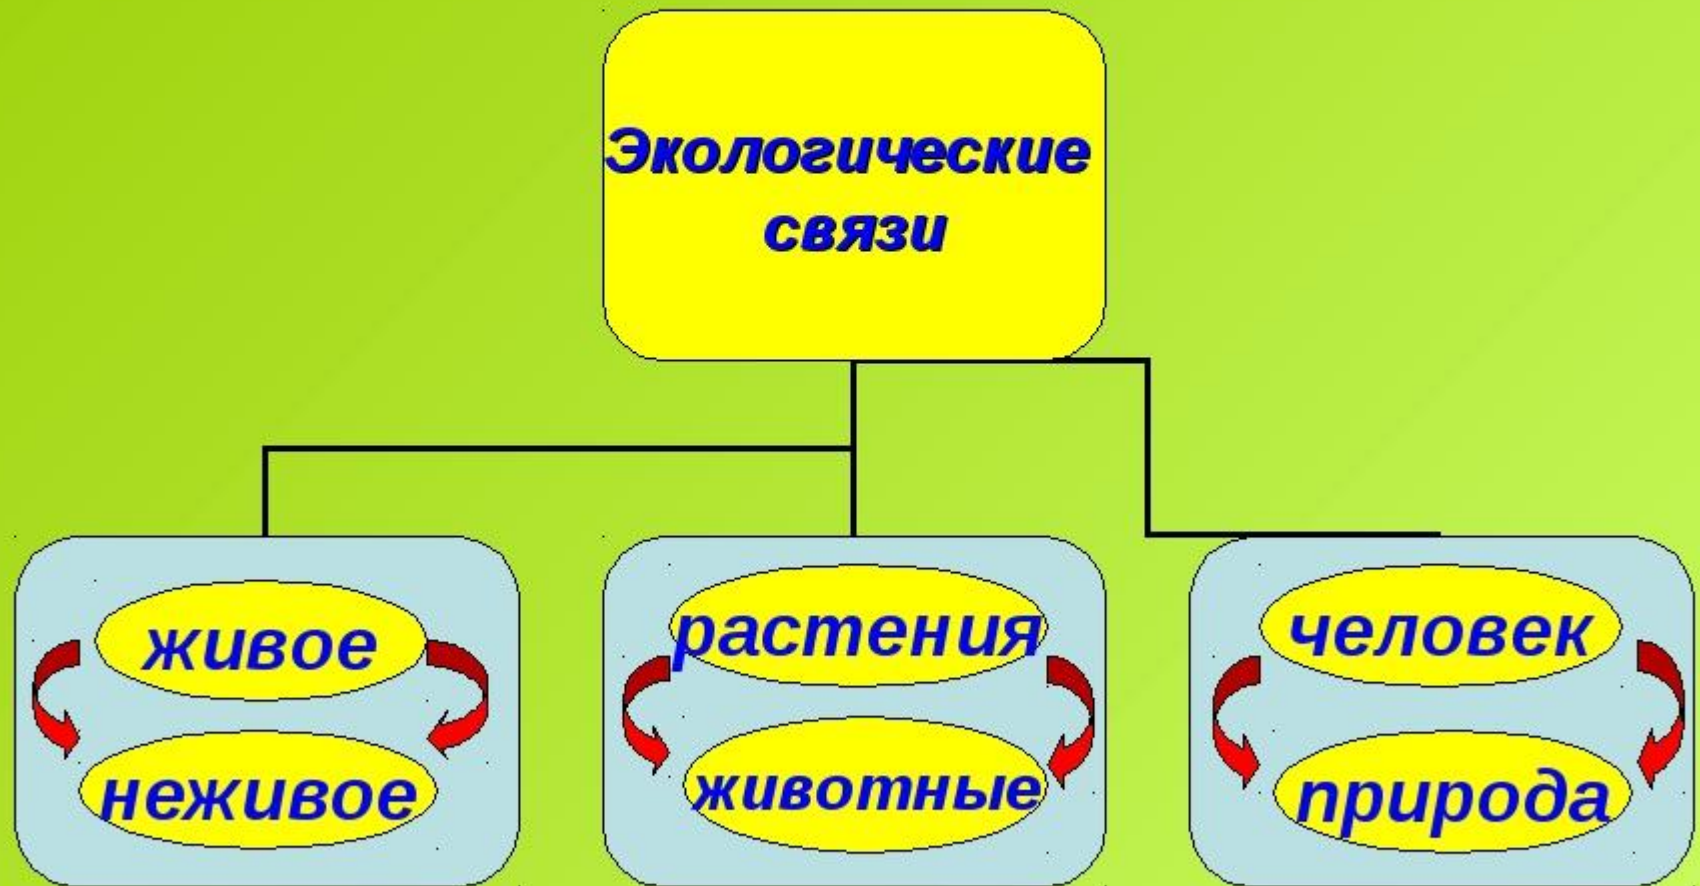 Экологические
связи
живое
неживое
растения
животные
человек
природа